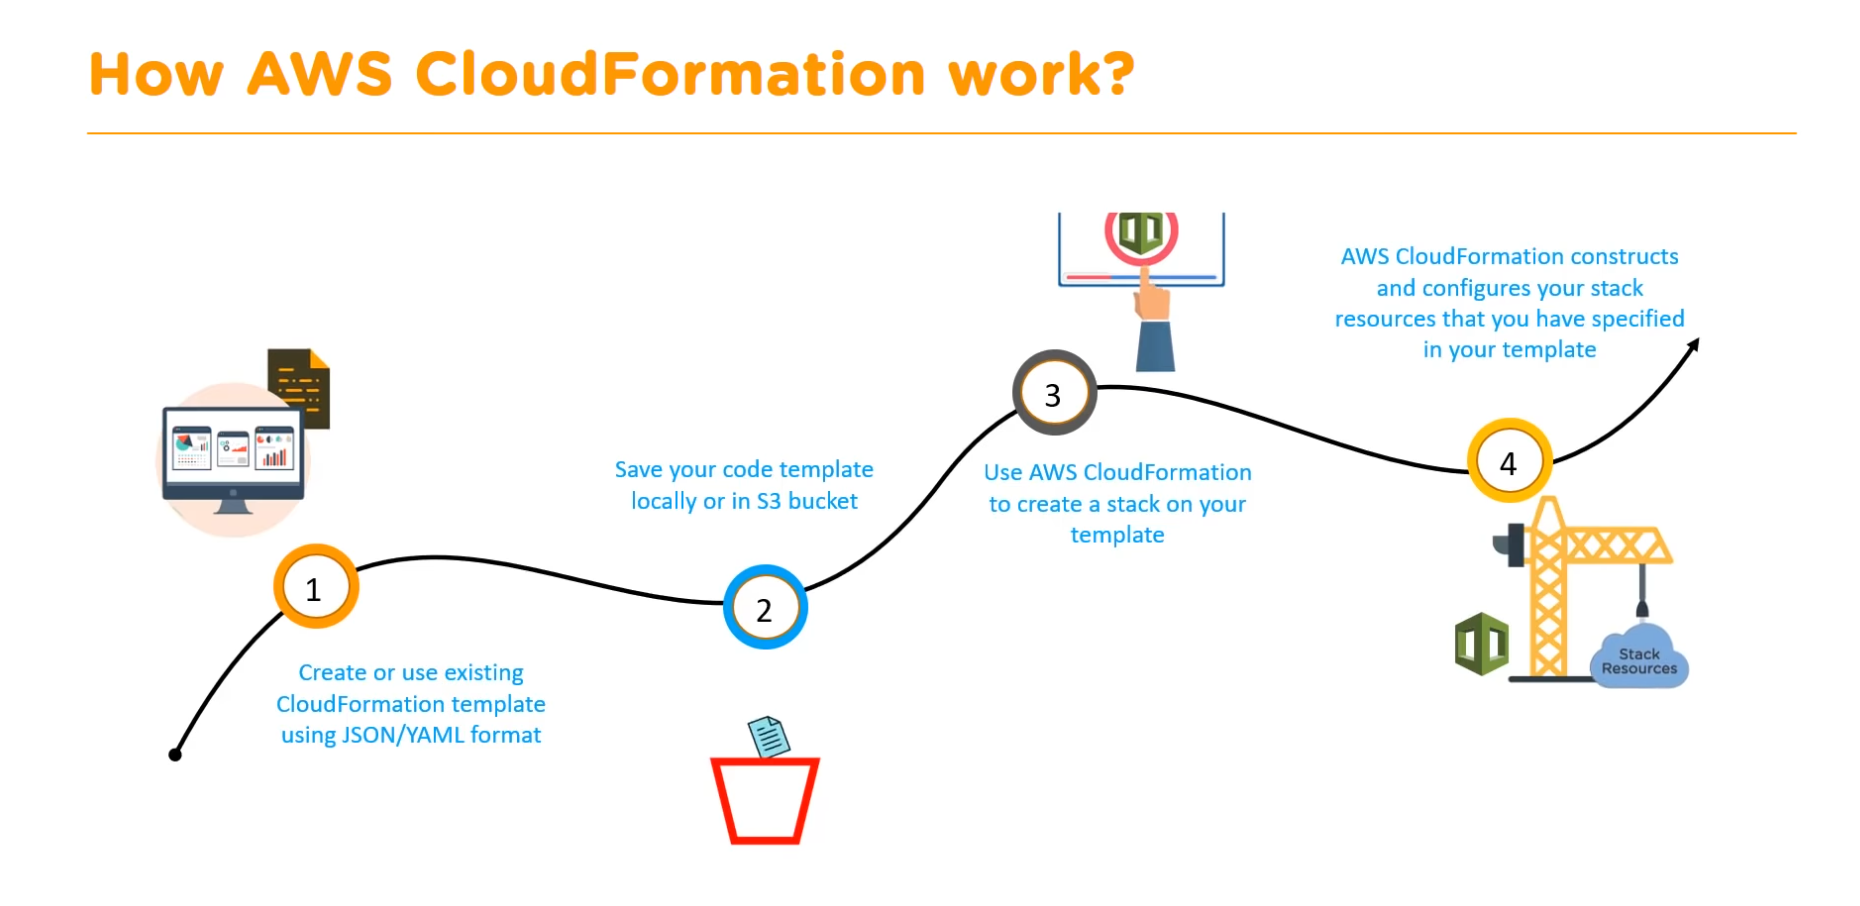 How AWS CloudFormation work?
1
Create or use existing
CloudFormation template
using JSON/YAML format
Save your code template
locally or in S3 bucket
2
3
Use AWS CloudFormation
to create a stack on your
template
AWS CloudFormation constructs
and configures your stack
resources that you have specified
in your template
4
Stack
Resources